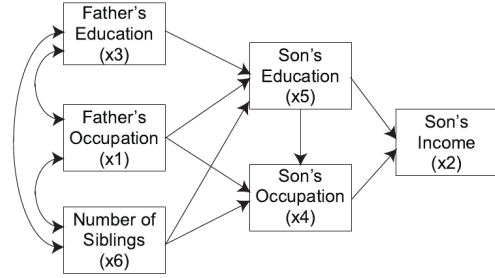 Father's
Education
(x3)
Father's
Occupation
(x1)
Number of
Siblings
(x6)
Son's
Education
(x5)
Son's
Occupation
(x4)
Son's
Income
(x2)